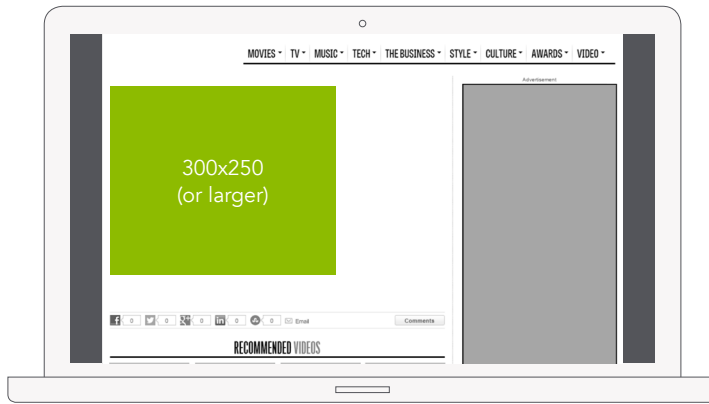 MOVIES TV MUSIC TECH THE BUSINESS STYLE CULTURE AWARDS VIDEO
Advertisement
300x250
(or larger)
0 0 0 0 0 Email Comments
RECOMMENDED VIDEOS